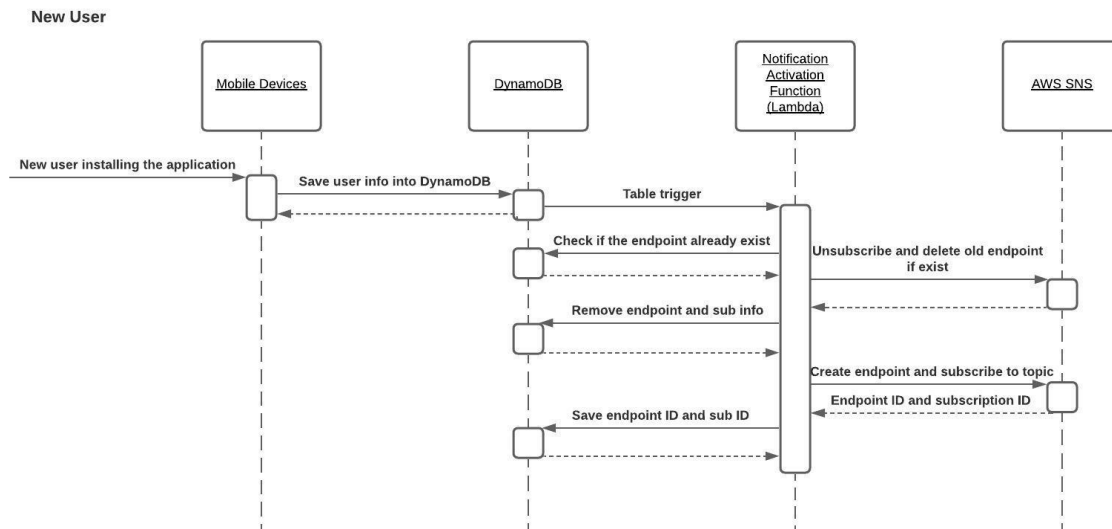 New User
Mobile Devices
DynamoDB
Notification
Activation
Function
(Lambda)
AWS SNS
New user installing the application
Save user info into DynamoDB
Table trigger
Check if the endpoint already exist
Unsubscribe and delete old endpoint
if exist
Remove endpoint and sub info
Create endpoint and subscribe to topic
Endpoint ID and subscription ID
Save endpoint ID and sub ID